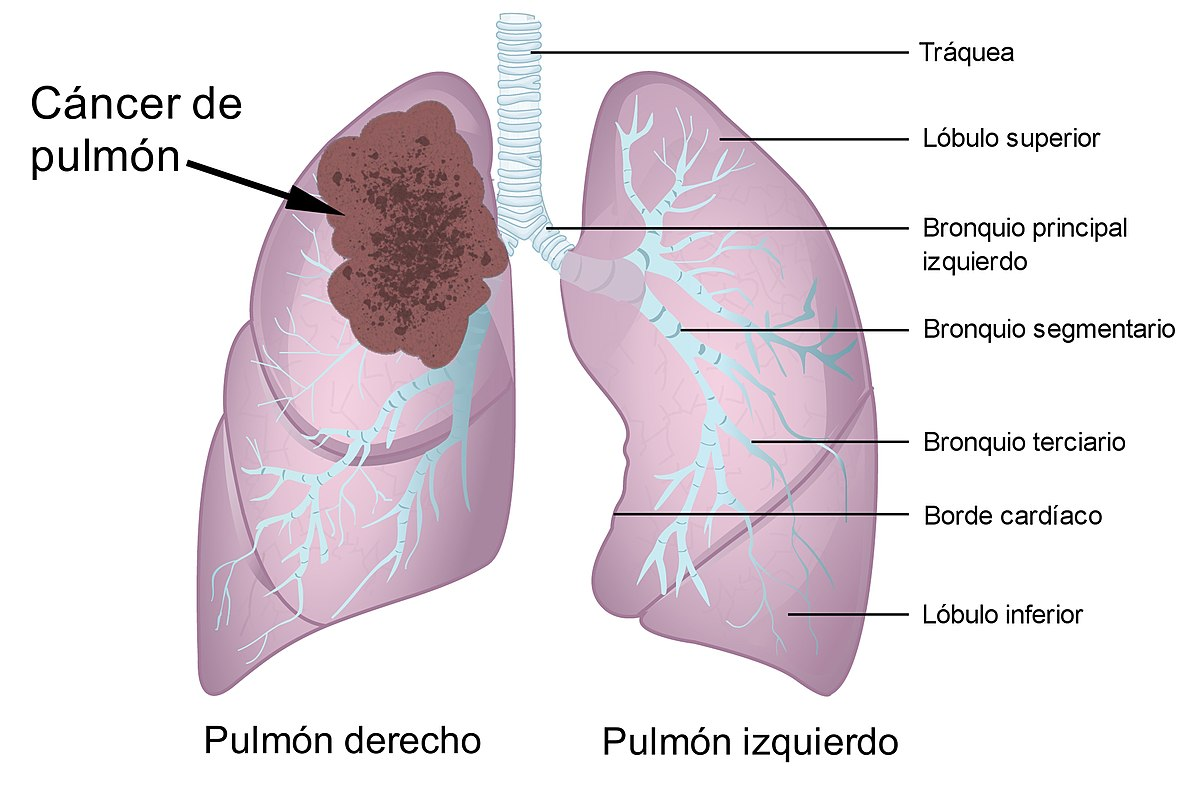 Cáncer de
pulmón
Tráquea
Lóbulo superior
Bronquio principal
izquierdo
Bronquio segmentario
Bronquio terciario
Borde cardíaco
Lóbulo inferior
Pulmón derecho
Pulmón izquierdo